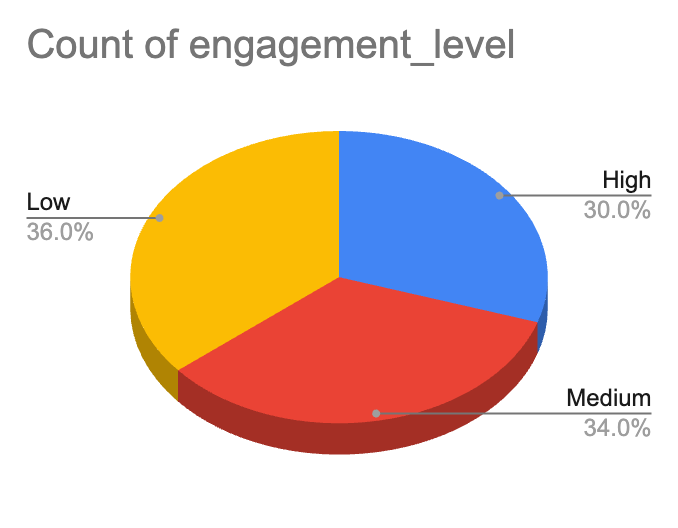 Count of engagement_level
High
30.0%
Low
36.0%
Medium
34.0%